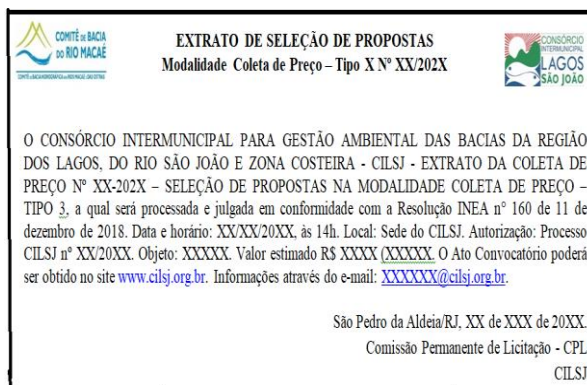 COMITÊ DE BACIA
DO RIO MACAÉ
EXTRATO DE SELEÇÃO DE PROPOSTAS
Modalidade Coleta de Preço – Tipo X Nº XX/202X
CONSÓRCIO
INTERMUNICIPAL
LAGOS
SÃO JOÃO
O CONSÓRCIO INTERMUNICIPAL PARA GESTÃO AMBIENTAL DAS BACIAS DA REGIÃO
DOS LAGOS, DO RIO SÃO JOÃO E ZONA COSTEIRA - CILSJ - EXTRATO DA COLETA DE
PREÇO Nº XX-202X – SELEÇÃO DE PROPOSTAS NA MODALIDADE COLETA DE PREÇO –
TIPO 3, a qual será processada e julgada em conformidade com a Resolução INEA n° 160 de 11 de
dezembro de 2018. Data e horário: XX/XX/20XX, às 14h. Local: Sede do CILSJ. Autorização: Processo
CILSJ nº XX/20XX. Objeto: XXXXX. Valor estimado R$ XXXX (XXXXX. O Ato Convocatório poderá
ser obtido no site www.cilsj.org.br. Informações através do e-mail: XXXXXX@cilsj.org.br.
São Pedro da Aldeia/RJ, XX de XXX de 20XX.
Comissão Permanente de Licitação - CPL
CILSJ